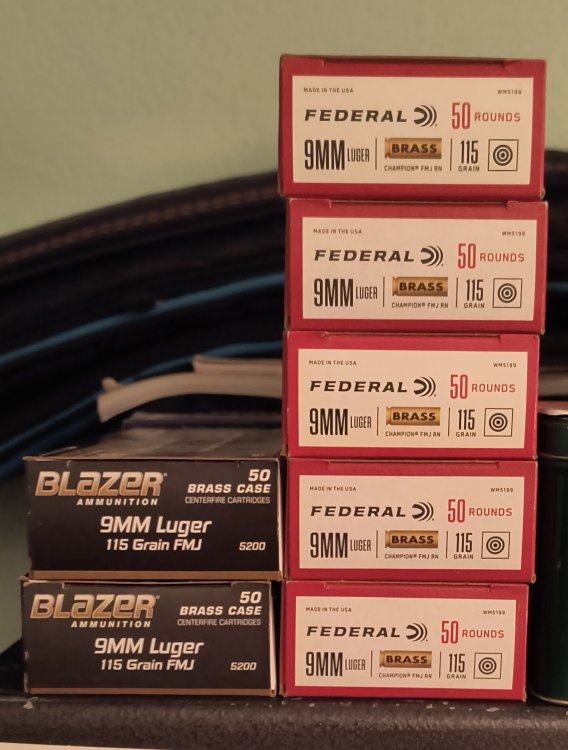 MADE IN THE USA WM5199
FEDERAL 50 ROUNDS
9MM LUGER BRASS 115 GRAIN
CHAMPION® FMJ RN
MADE IN THE USA WM5199
FEDERAL 50 ROUNDS
9MM LUGER BRASS 115 GRAIN
CHAMPION® FMJ RN
MADE IN THE USA WM5199
FEDERAL 50 ROUNDS
9MM LUGER BRASS 115 GRAIN
CHAMPION® FMJ RN
MADE IN THE USA WM5199
FEDERAL 50 ROUNDS
9MM LUGER BRASS 115 GRAIN
CHAMPION® FMJ RN
MADE IN THE USA WM5199
FEDERAL 50 ROUNDS
9MM LUGER BRASS 115 GRAIN
CHAMPION® FMJ RN
BLAZER® 50
AMMUNITION BRASS CASE
CENTERFIRE CARTRIDGES
9MM Luger
115 Grain FMJ 5200
BLAZER® 50
AMMUNITION BRASS CASE
CENTERFIRE CARTRIDGES
9MM Luger
115 Grain FMJ 5200